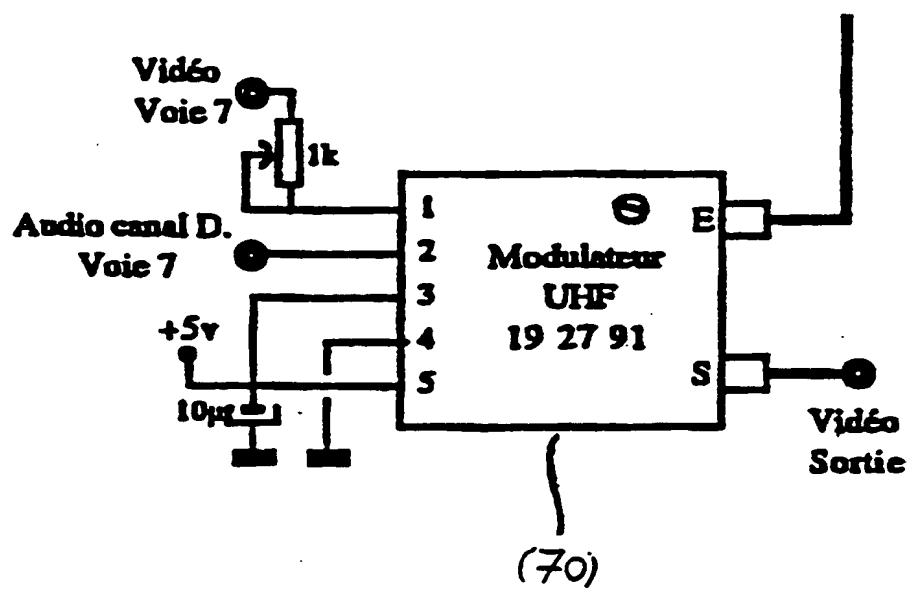 Vidéo
Voie 7
1k
Audio canal D.
Voie 7
+5v
10µf
1
2
3
4
5
Modulateur
UHF
19 27 91
E
S
Vidéo
Sortie
(70)